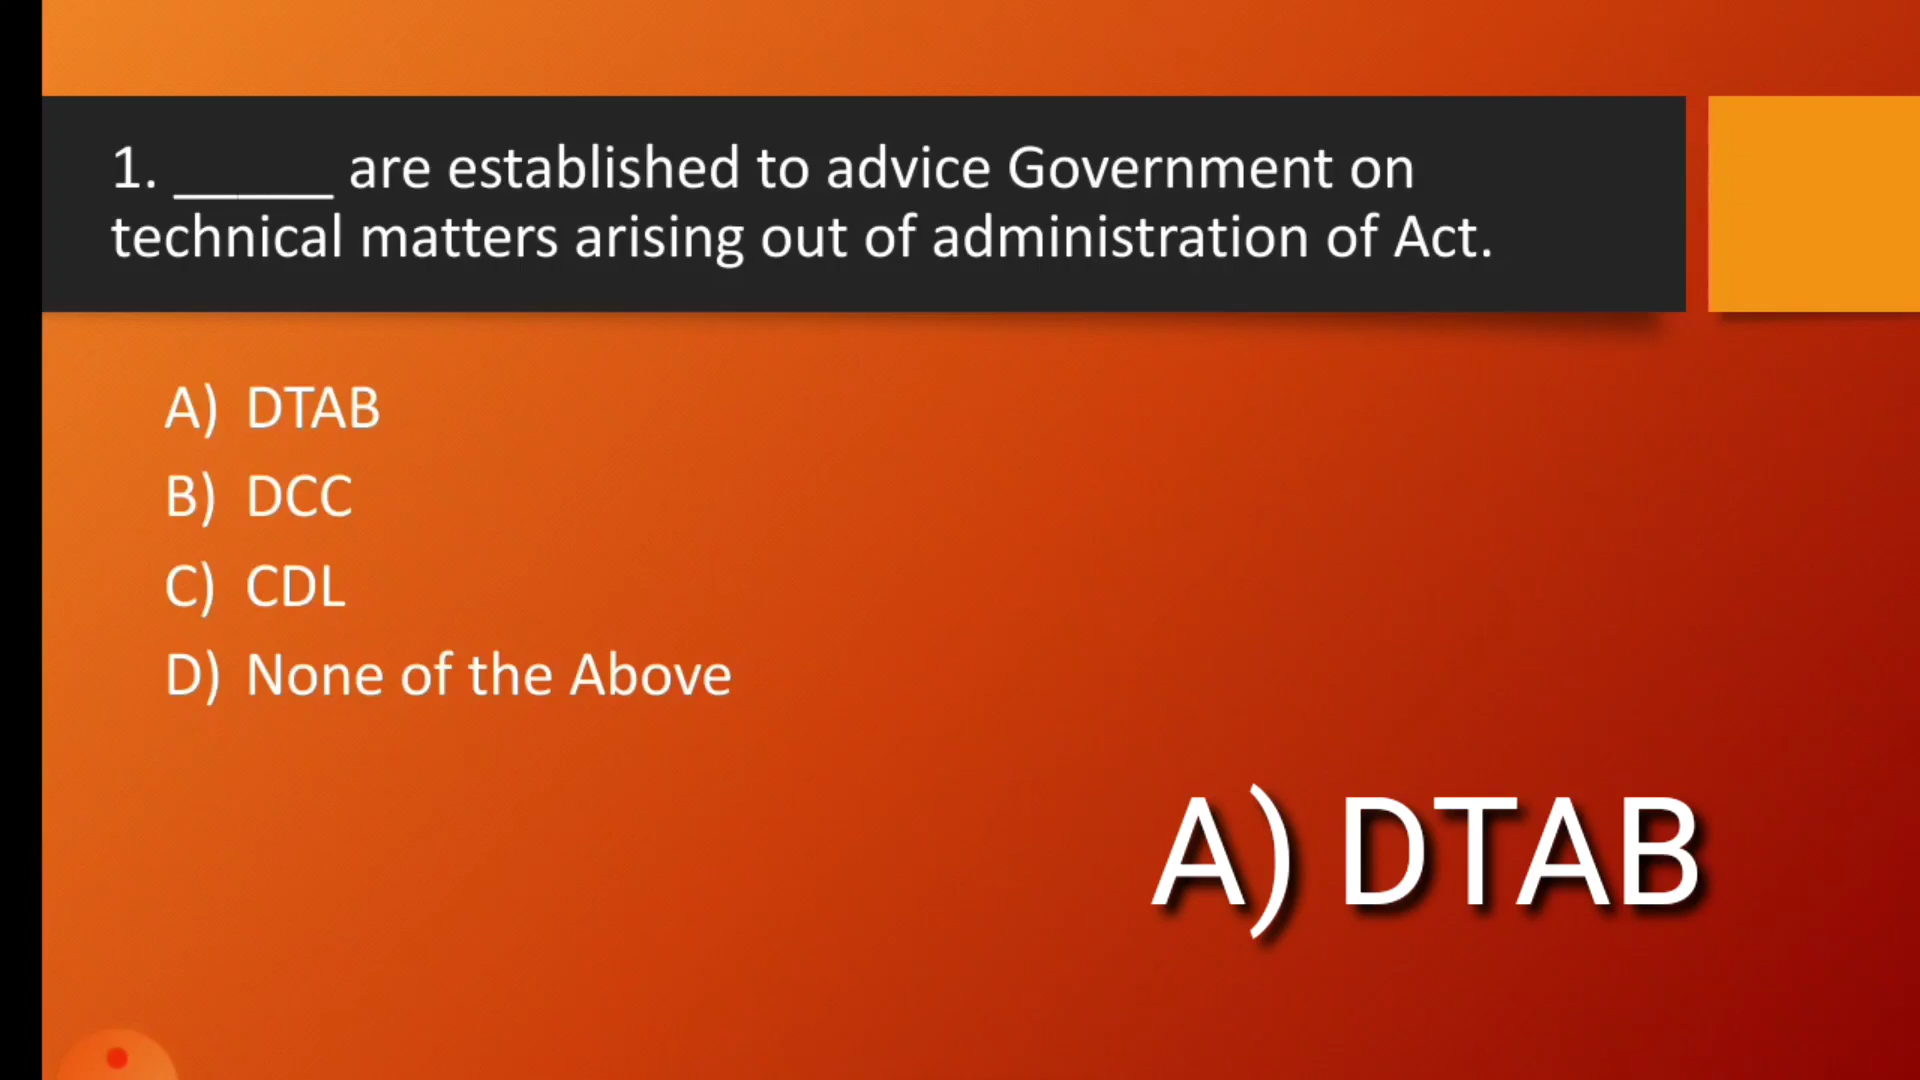 1. _____ are established to advice Government on
technical matters arising out of administration of Act.
A) DTAB
B) DCC
C) CDL
D) None of the Above
A) DTAB